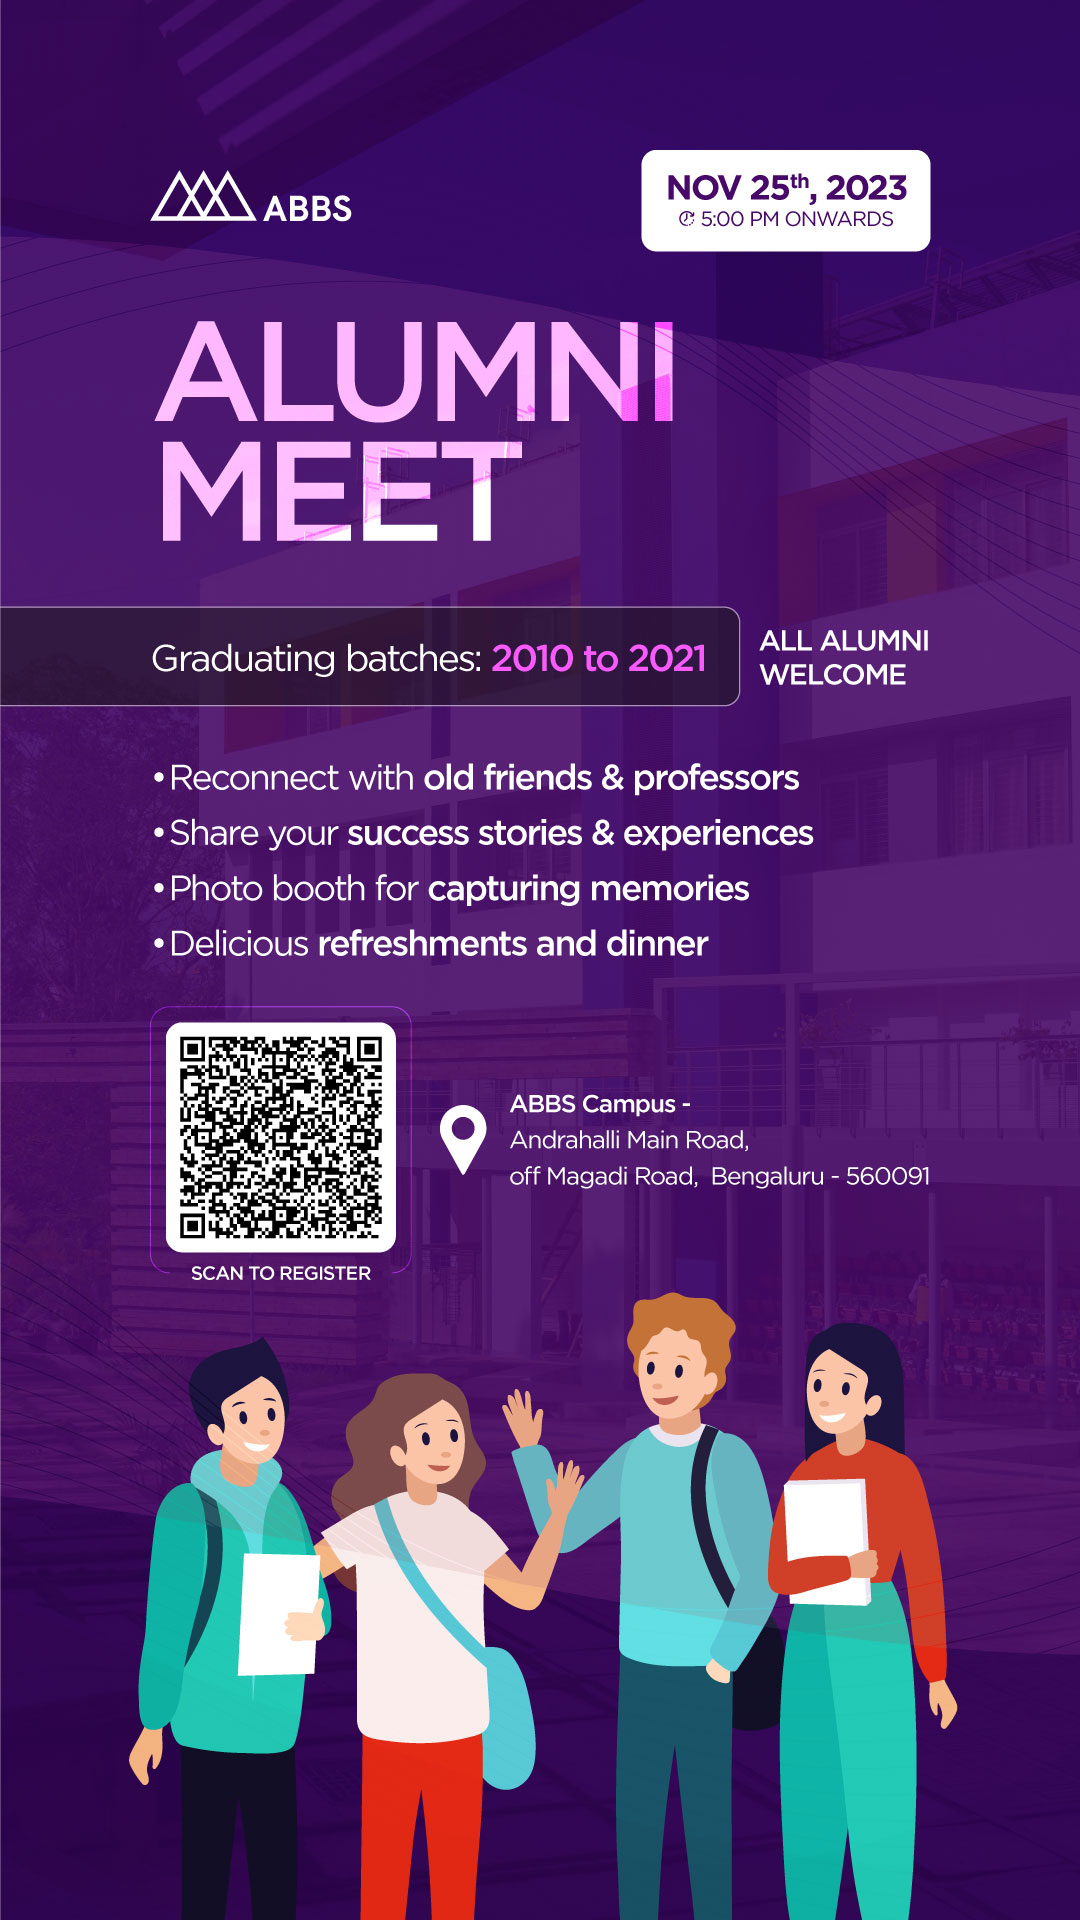 ABBS
NOV 25th, 2023
5:00 PM ONWARDS
ALUMNI
MEET
Graduating batches: 2010 to 2021
ALL ALUMNI
WELCOME
• Reconnect with old friends & professors
• Share your success stories & experiences
• Photo booth for capturing memories
• Delicious refreshments and dinner
SCAN TO REGISTER
ABBS Campus -
Andrahalli Main Road,
off Magadi Road, Bengaluru - 560091